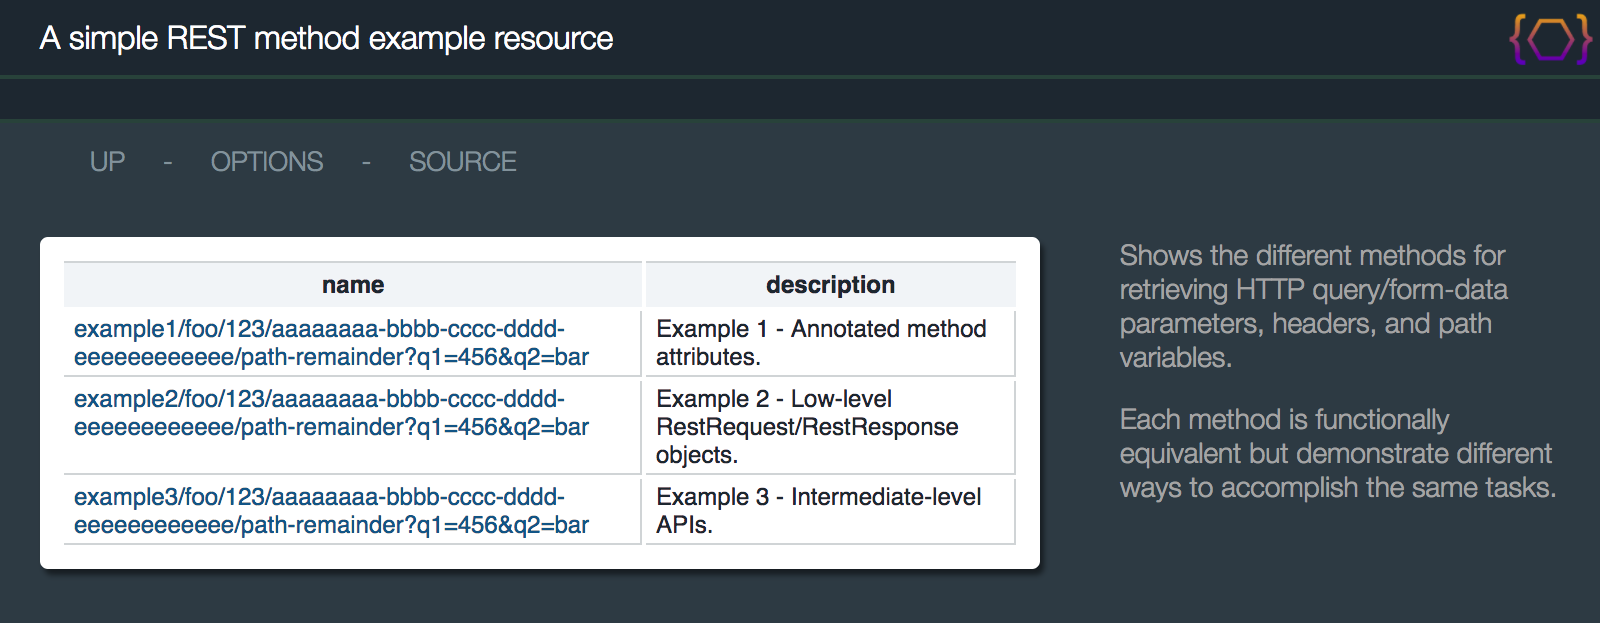 A simple REST method example resource
UP - OPTIONS - SOURCE
name description
example1/foo/123/aaaaaaaa-bbbb-cccc-dddd-
eeeeeeeeeeee/path-remainder?q1=456&q2=bar
Example 1 - Annotated method
attributes.
example2/foo/123/aaaaaaaa-bbbb-cccc-dddd-
eeeeeeeeeeee/path-remainder?q1=456&q2=bar
Example 2 - Low-level
RestRequest/RestResponse
objects.
example3/foo/123/aaaaaaaa-bbbb-cccc-dddd-
eeeeeeeeeeee/path-remainder?q1=456&q2=bar
Example 3 - Intermediate-level
APIs.
Shows the different methods for
retrieving HTTP query/form-data
parameters, headers, and path
variables.
Each method is functionally
equivalent but demonstrate different
ways to accomplish the same tasks.